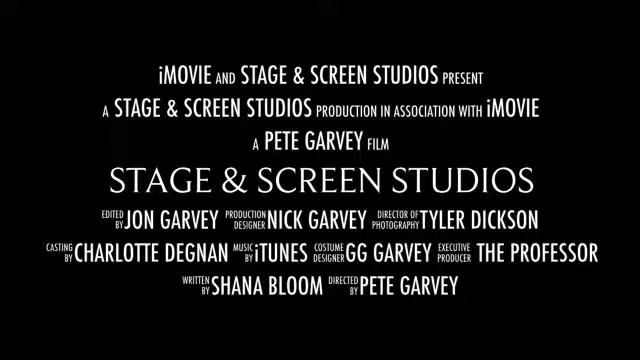 iMOVIE AND STAGE & SCREEN STUDIOS PRESENT
A STAGE & SCREEN STUDIOS PRODUCTION IN ASSOCIATION WITH iMOVIE
A PETE GARVEY FILM
STAGE & SCREEN STUDIOS
EDITED BY JON GARVEY PRODUCTION DESIGNER NICK GARVEY DIRECTOR OF PHOTOGRAPHY TYLER DICKSON
CASTING BY CHARLOTTE DEGNAN MUSIC BY iTUNES COSTUME DESIGNER GG GARVEY EXECUTIVE PRODUCER THE PROFESSOR
WRITTEN BY SHANA BLOOM DIRECTED BY PETE GARVEY